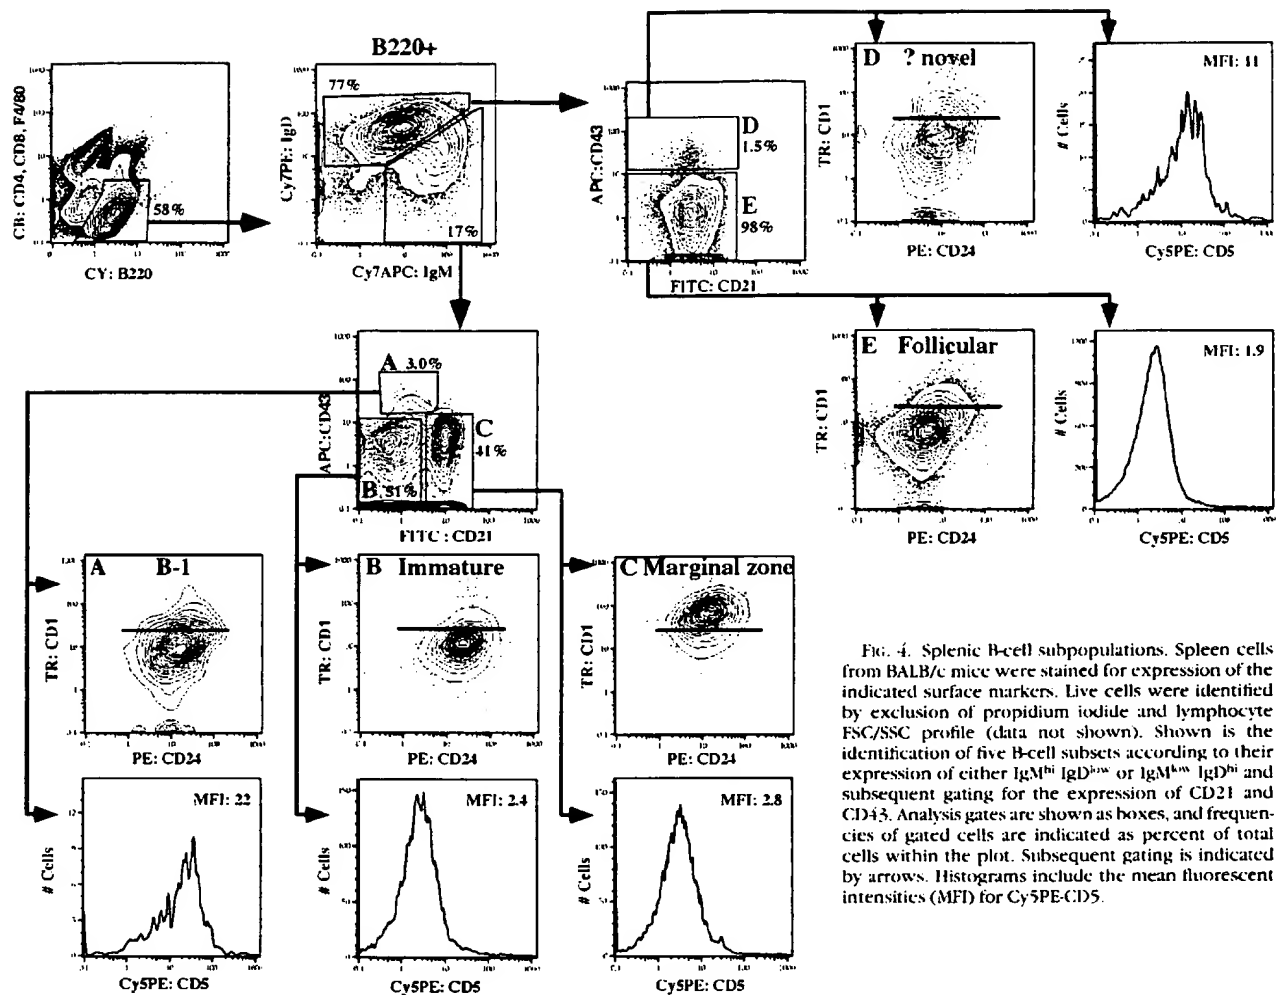 B220+
77%
58%
17%
CB: CD4, CD8, F4/80
CY: B220
Cy7PE: IgD
Cy7APC: IgM
APC:CD43
D
1.5%
E
98%
FITC: CD21
D ? novel
TR: CD1
PE: CD24
MFI: 11
# Cells
Cy5PE: CD5
E Follicular
TR: CD1
PE: CD24
MFI: 1.9
# Cells
Cy5PE: CD5
A 3.0%
C
41%
B 51%
APC:CD43
FITC : CD21
A B-1
TR: CD1
PE: CD24
B Immature
TR: CD1
PE: CD24
C Marginal zone
TR: CD1
PE: CD24
MFI: 22
# Cells
Cy5PE: CD5
MFI: 2.4
# Cells
Cy5PE: CD5
MFI: 2.8
# Cells
Cy5PE: CD5
FIG. 4. Splenic B-cell subpopulations. Spleen cells
from BALB/c mice were stained for expression of the
indicated surface markers. Live cells were identified
by exclusion of propidium iodide and lymphocyte
FSC/SSC profile (data not shown). Shown is the
identification of five B-cell subsets according to their
expression of either IgMhi IgDlow or IgMlow IgDhi and
subsequent gating for the expression of CD21 and
CD43. Analysis gates are shown as boxes, and frequen-
cies of gated cells are indicated as percent of total
cells within the plot. Subsequent gating is indicated
by arrows. Histograms include the mean fluorescent
intensities (MFI) for Cy5PE-CD5.